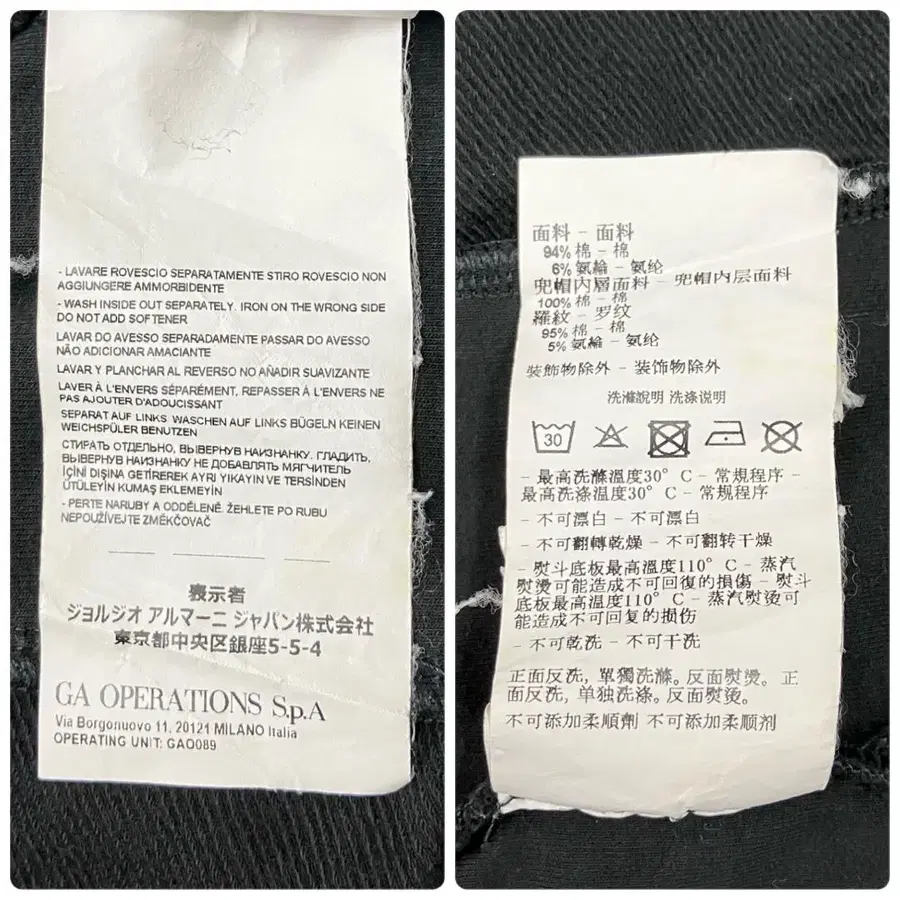 - LAVARE ROVESCIO SEPARATAMENTE STIRO ROVESCIO NON
AGGIUNGERE AMMORBIDENTE
- WASH INSIDE OUT SEPARATELY. IRON ON THE WRONG SIDE
DO NOT ADD SOFTENER
LAVAR DO AVESSO SEPARADAMENTE PASSAR DO AVESSO
NÃO ADICIONAR AMACIANTE
LAVAR Y PLANCHAR AL REVERSO NO AÑADIR SUAVIZANTE
LAVER À L'ENVERS SÉPARÉMENT, REPASSER À L'ENVERS NE
PAS AJOUTER D'ADOUCISSANT
SEPARAT AUF LINKS WASCHEN AUF LINKS BÜGELN KEINEN
WEICHSPÜLER BENUTZEN
СТИРАТЬ ОТДЕЛЬНО, ВЫВЕРНУВ НАИЗНАНКУ. ГЛАДИТЬ,
ВЫВЕРНУВ НАИЗНАНКУ НЕ ДОБАВЛЯТЬ МЯГЧИТЕЛЬ
İÇİNİ DIŞINA GETİREREK AYRI YIKAYIN VE TERSİNDEN
ÜTÜLEYİN KUMAŞ EKLEMEYİN
- PERTE NARUBY A ODDĚLENĚ. ŽEHLETE PO RUBU
NEPOUŽÍVEJTE ZMĚKČOVAČ
表示者
ジョルジオ アルマーニ ジャパン株式会社
東京都中央区銀座5-5-4
GA OPERATIONS S.p.A
Via Borgonuovo 11, 20121 MILANO Italia
OPERATING UNIT: GAO089
面料 - 面料
94% 棉 - 棉
6% 氨綸 - 氨纶
兜帽内層面料 - 兜帽内层面料
100% 棉 - 棉
羅紋 - 罗纹
95% 棉 - 棉
5% 氨綸 - 氨纶
装飾物除外 - 装饰物除外
洗滌說明 洗涤说明
30
- 最高洗滌溫度30° C - 常規程序 -
最高洗涤温度30° C - 常规程序
- 不可漂白 - 不可漂白
- 不可翻轉乾燥 - 不可翻转干燥
- 熨斗底板最高溫度110° C - 蒸汽
熨燙可能造成不可回復的損傷 - 熨斗
底板最高温度110° C - 蒸汽熨烫可
能造成不可回复的损伤
- 不可乾洗 - 不可干洗
正面反洗, 單獨洗滌。反面熨燙。 正
面反洗, 单独洗涤。反面熨烫。
不可添加柔順劑 不可添加柔顺剂